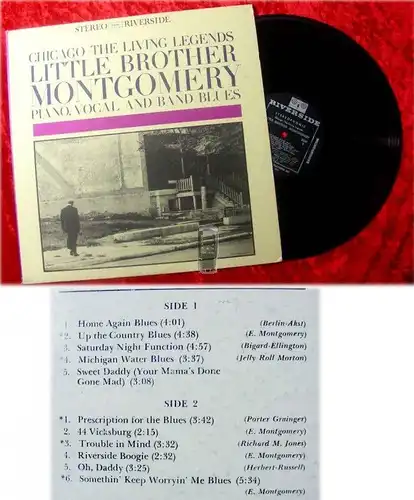 STEREO RIVERSIDE
CHICAGO THE LIVING LEGENDS
LITTLE BROTHER
MONTGOMERY
PIANO, VOCAL AND BAND BLUES
RIVERSIDE
SIDE 1
1. Home Again Blues (4:01) (Berlin-Akst)
*2. Up the Country Blues (4:38) (E. Montgomery)
3. Saturday Night Function (4:57) (Bigard-Ellington)
*4. Michigan Water Blues (3:37) (Jelly Roll Morton)
5. Sweet Daddy (Your Mama's Done
Gone Mad) (3:08)
SIDE 2
*1. Prescription for the Blues (3:42) (Porter Grainger)
2. 44 Vicksburg (2:15) (E. Montgomery)
*3. Trouble in Mind (3:32) (Richard M. Jones)
4. Riverside Boogie (2:32) (E. Montgomery)
5. Oh, Daddy (3:25) (Herbert-Russell)
*6. Somethin' Keep Worryin' Me Blues (5:34)
(E. Montgomery)